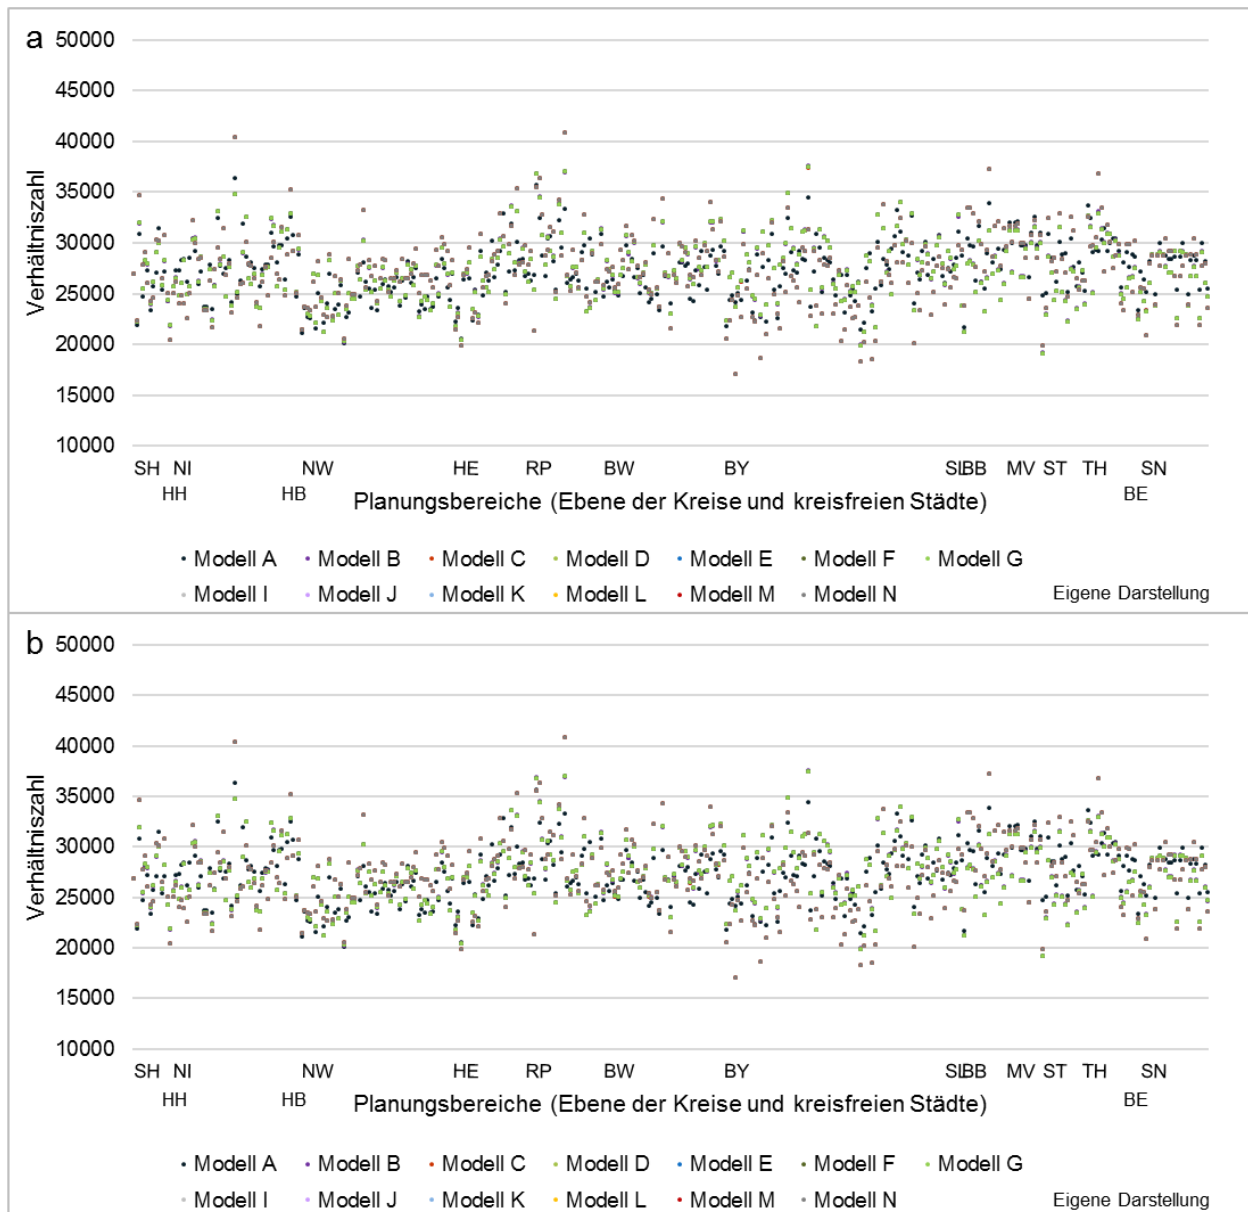 a
50000
45000
40000
35000
30000
25000
20000
15000
10000
Verhältniszahl
SH NI NW HE RP BW BY SL BB MV ST TH SN
HH HB BE
Planungsbereiche (Ebene der Kreise und kreisfreien Städte)
Modell A Modell B Modell C Modell D Modell E Modell F Modell G
Modell I Modell J Modell K Modell L Modell M Modell N
Eigene Darstellung
b
50000
45000
40000
35000
30000
25000
20000
15000
10000
Verhältniszahl
SH NI NW HE RP BW BY SL BB MV ST TH SN
HH HB BE
Planungsbereiche (Ebene der Kreise und kreisfreien Städte)
Modell A Modell B Modell C Modell D Modell E Modell F Modell G
Modell I Modell J Modell K Modell L Modell M Modell N
Eigene Darstellung